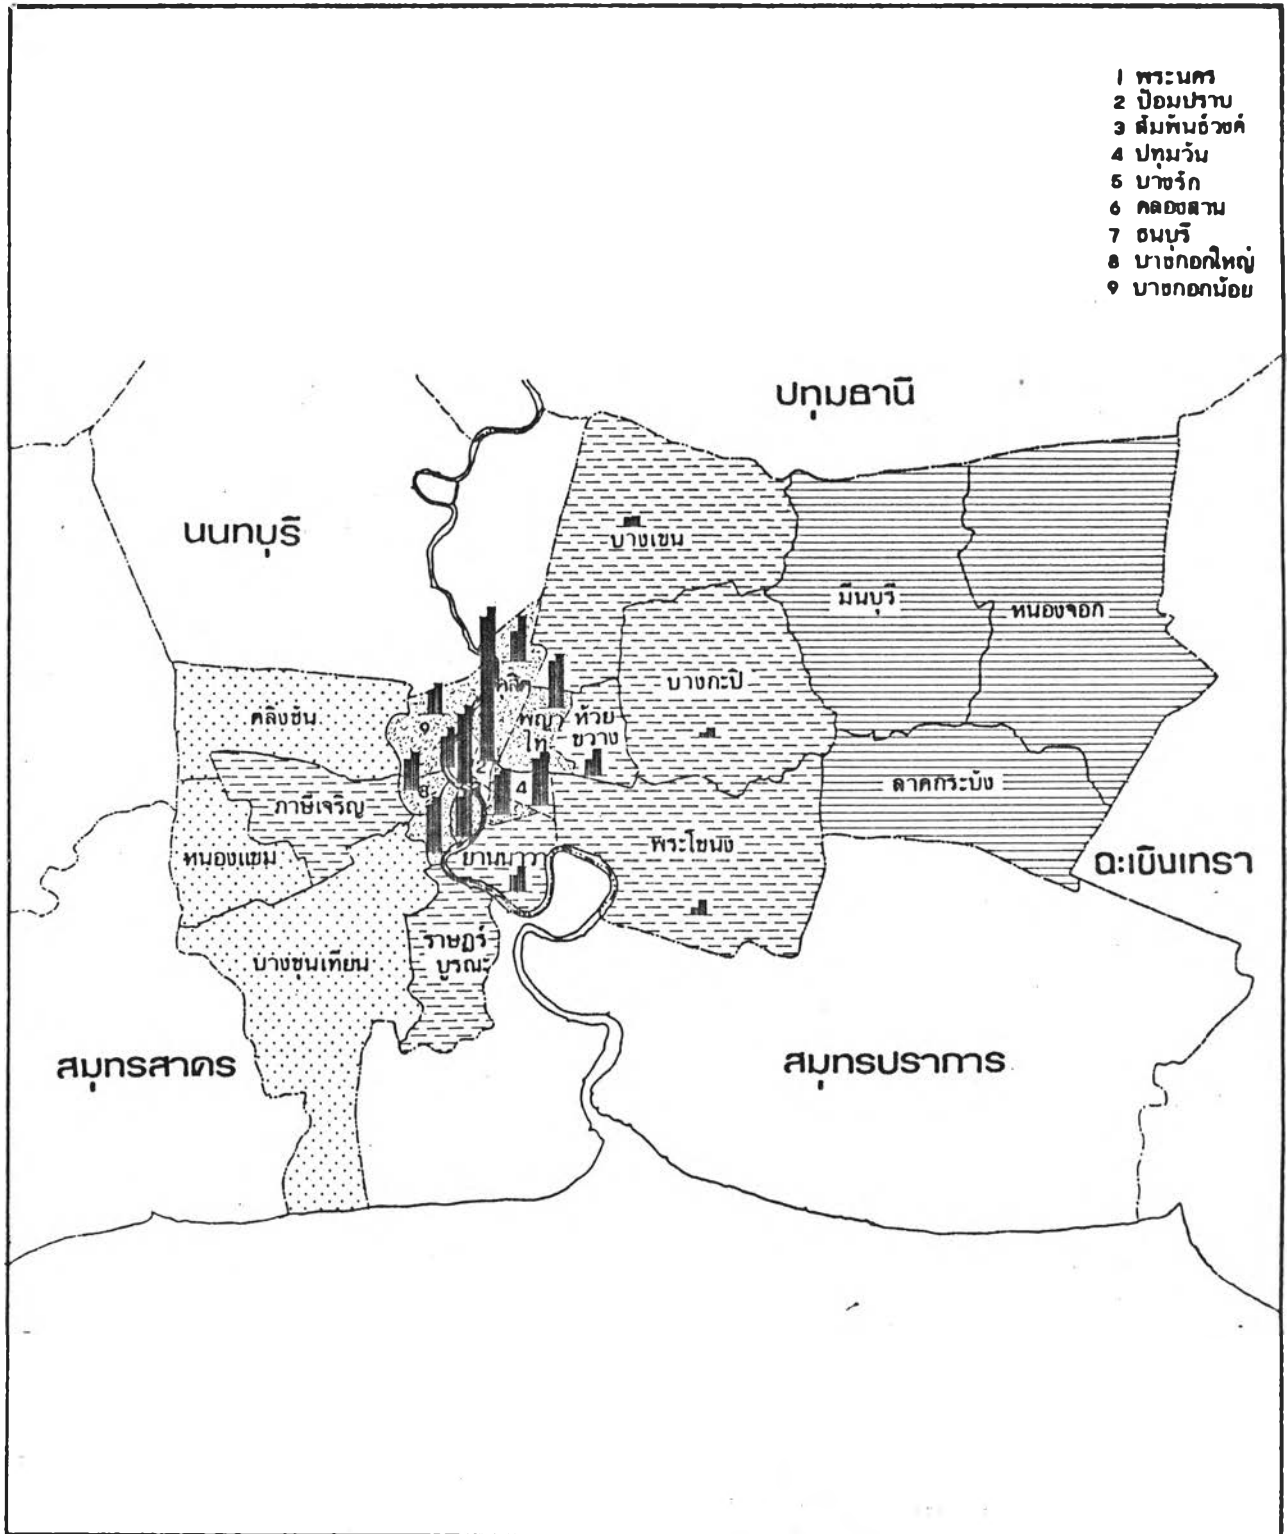 1 พระนคร
2 ป้อมปราบ
3 สัมพันธ์วงศ์
4 ปทุมวัน
5 บางรัก
6 คลองสาน
7 ธนบุรี
8 บางกอกใหญ่
9 บางกอกน้อย
ปทุมธานี
นนทบุรี
บางเขน
มีนบุรี
หนองจอก
ดุสิต
บางกะปิ
ตลิ่งชัน
9
พญา
ไท
ห้วย
ขวาง
2
ลาดกระบัง
ภาษีเจริญ
8
4
หนองแขม
ยานนาวา
พระโขนง
ฉะเชิงเทรา
ราษฎร์
บูรณะ
บางขุนเทียน
สมุทรสาคร
สมุทรปราการ